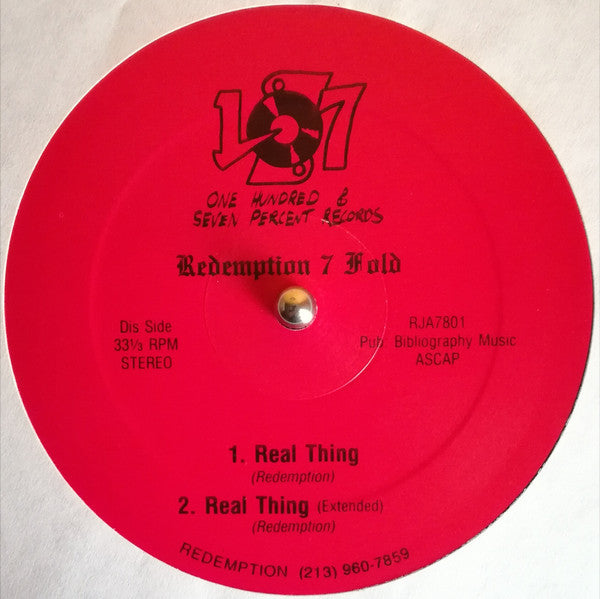 107
ONE HUNDRED &
SEVEN PERCENT RECORDS
Redemption 7 Fold
Dis Side
33⅓ RPM
STEREO
RJA7801
Pub. Bibliography Music
ASCAP
1. Real Thing
(Redemption)
2. Real Thing (Extended)
(Redemption)
REDEMPTION (213) 960-7859